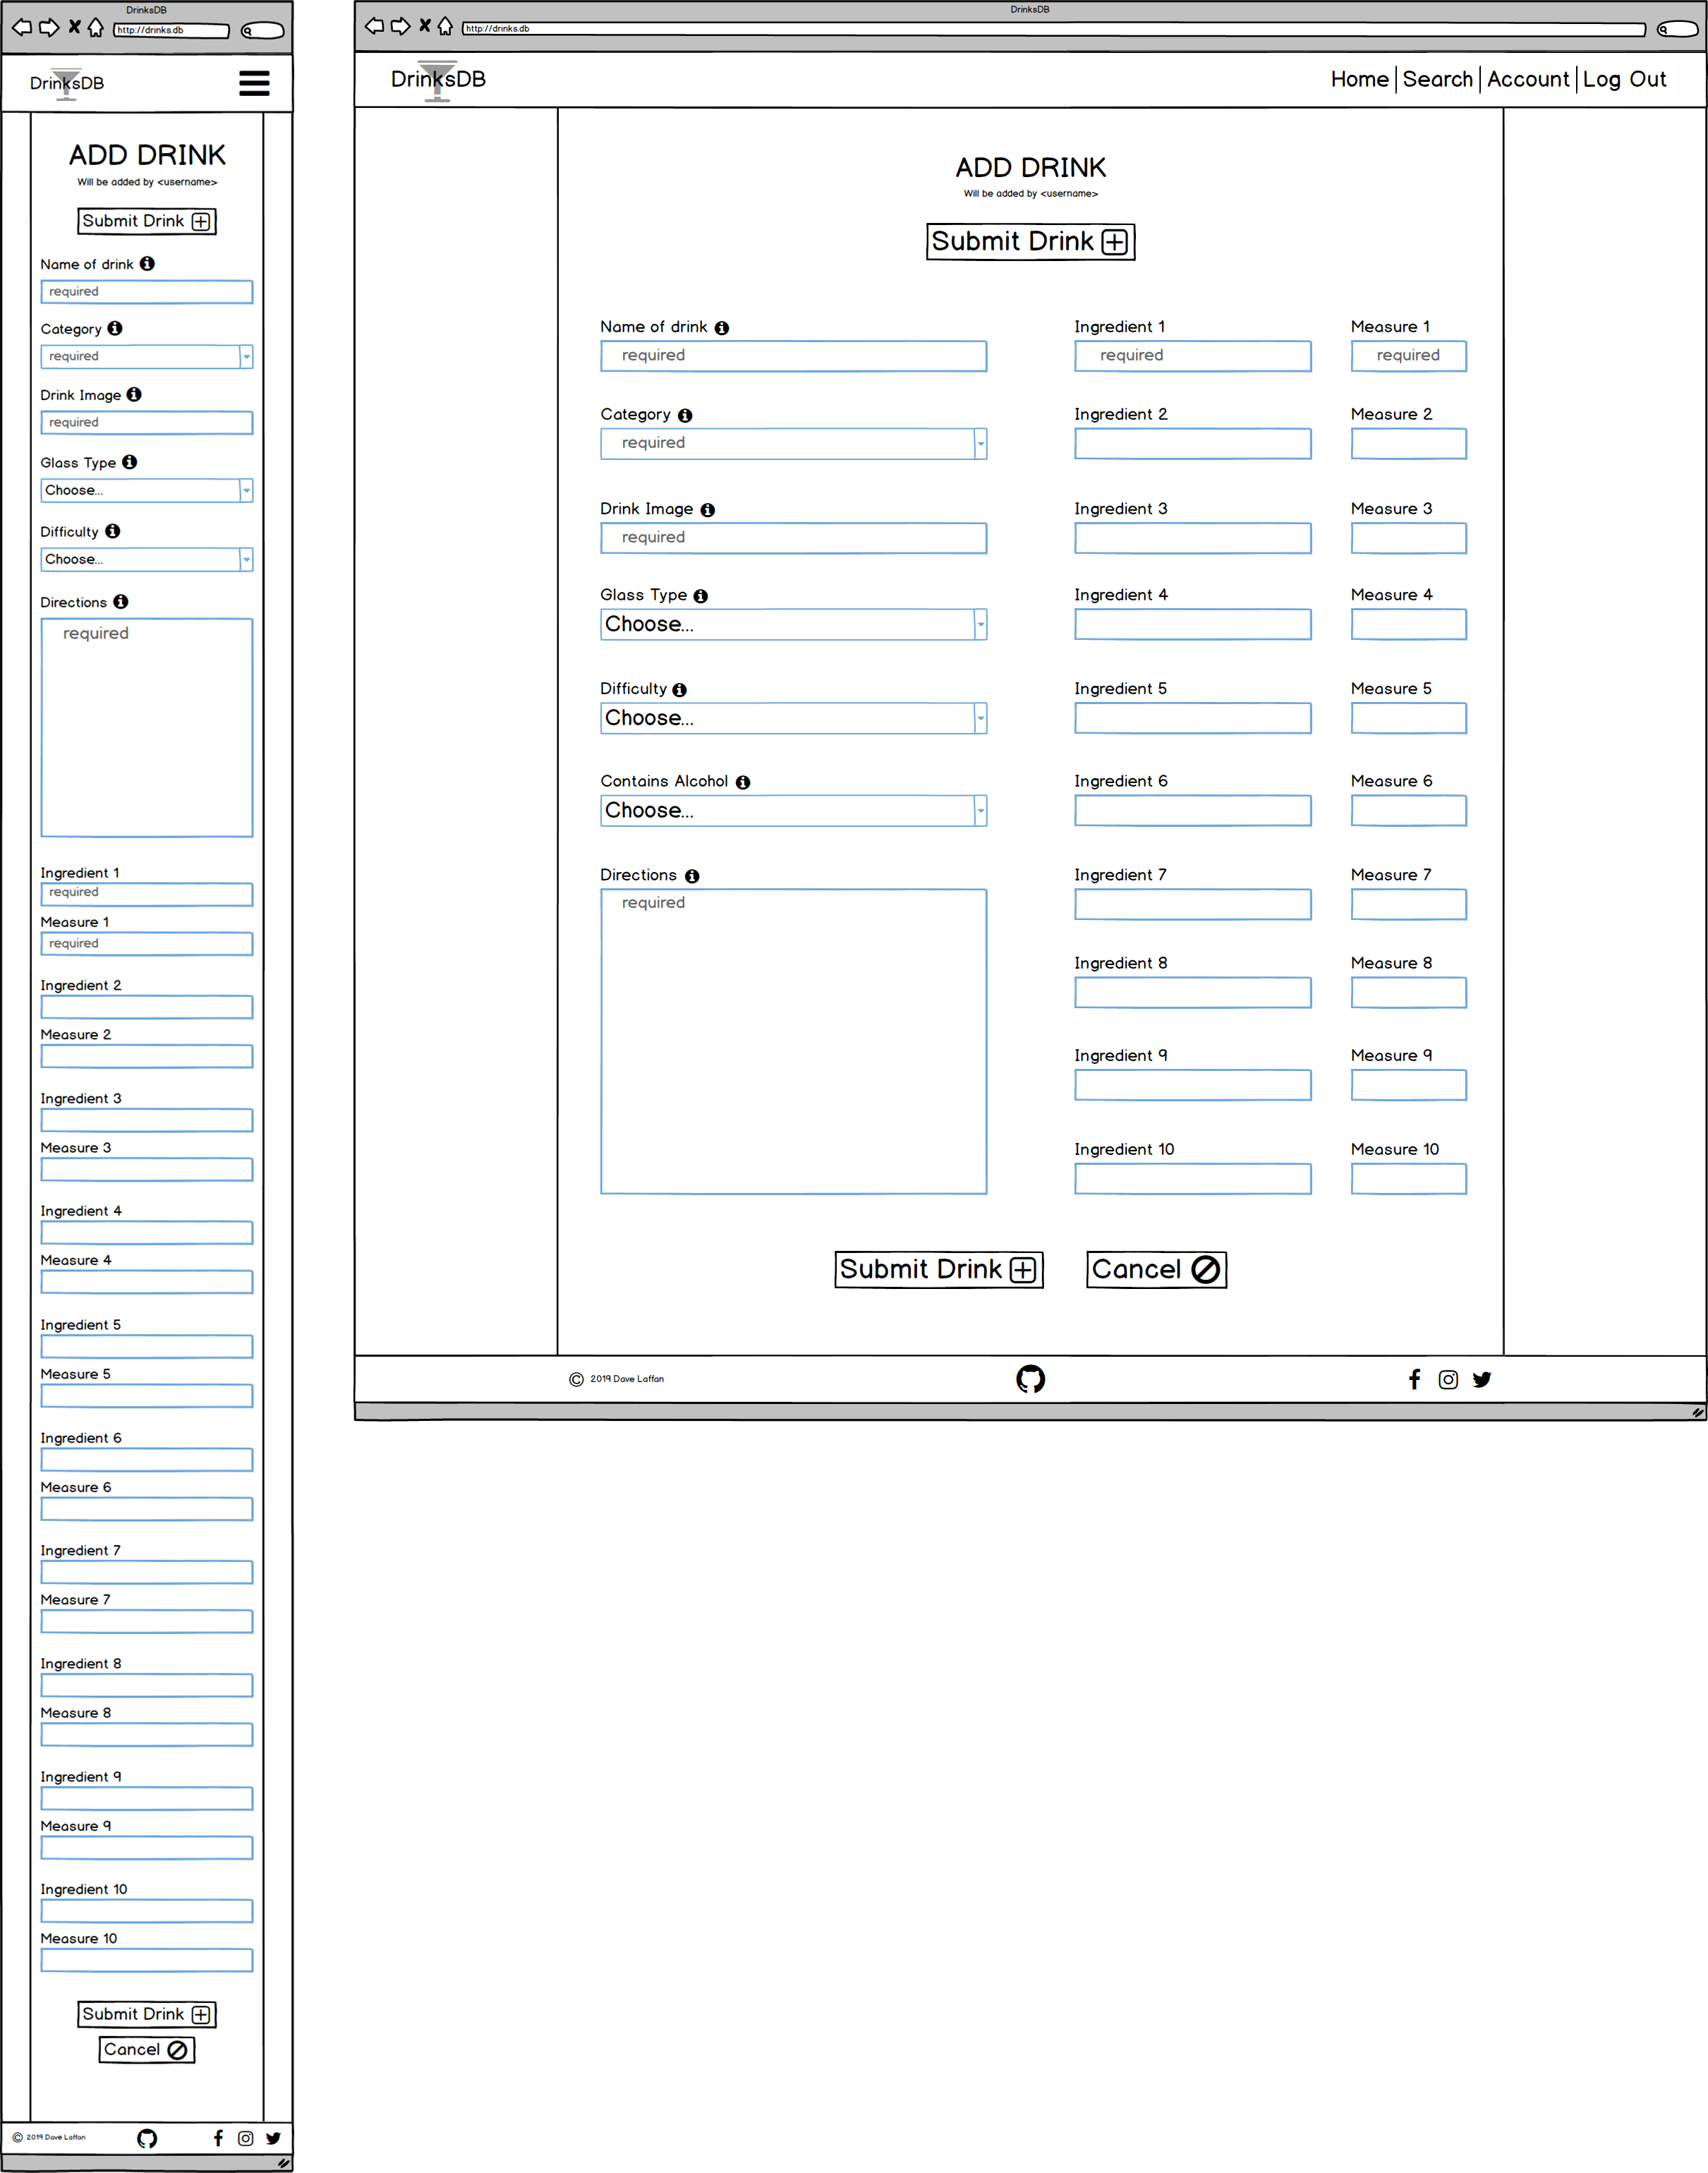 DrinksDB
http://drinks.db
DrinksDB
ADD DRINK
Will be added by <username>
Submit Drink
Name of drink
required
Category
required
Drink Image
required
Glass Type
Choose...
Difficulty
Choose...
Directions
required
Ingredient 1
required
Measure 1
required
Ingredient 2
Measure 2
Ingredient 3
Measure 3
Ingredient 4
Measure 4
Ingredient 5
Measure 5
Ingredient 6
Measure 6
Ingredient 7
Measure 7
Ingredient 8
Measure 8
Ingredient 9
Measure 9
Ingredient 10
Measure 10
Submit Drink
Cancel
© 2019 Dave Laffan
DrinksDB
http://drinks.db
DrinksDB
Home Search Account Log Out
ADD DRINK
Will be added by <username>
Submit Drink
Name of drink Ingredient 1 Measure 1
required required required
Category Ingredient 2 Measure 2
required
Drink Image Ingredient 3 Measure 3
required
Glass Type Ingredient 4 Measure 4
Choose...
Difficulty Ingredient 5 Measure 5
Choose...
Contains Alcohol Ingredient 6 Measure 6
Choose...
Directions Ingredient 7 Measure 7
required
Ingredient 8 Measure 8
Ingredient 9 Measure 9
Ingredient 10 Measure 10
Submit Drink Cancel
© 2019 Dave Laffan